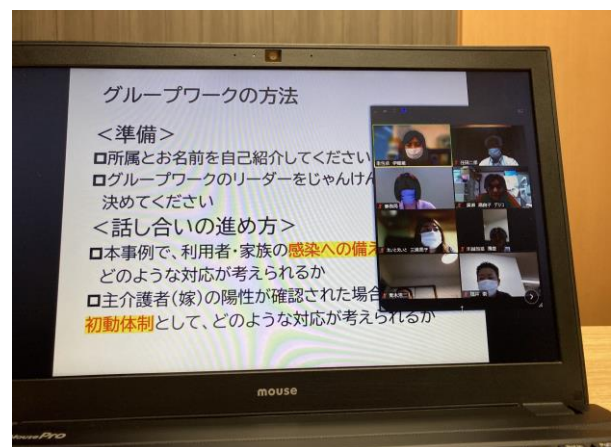 グループワークの方法
<準備>
□所属とお名前を自己紹介してください
□グループワークのリーダーをじゃんけん
決めてください
<話し合いの進め方>
□本事例で、利用者・家族の感染への備え
どのような対応が考えられるか
□主介護者(嫁)の陽性が確認された場合
初動体制として、どのような対応が考えられるか
mouse
MousePro